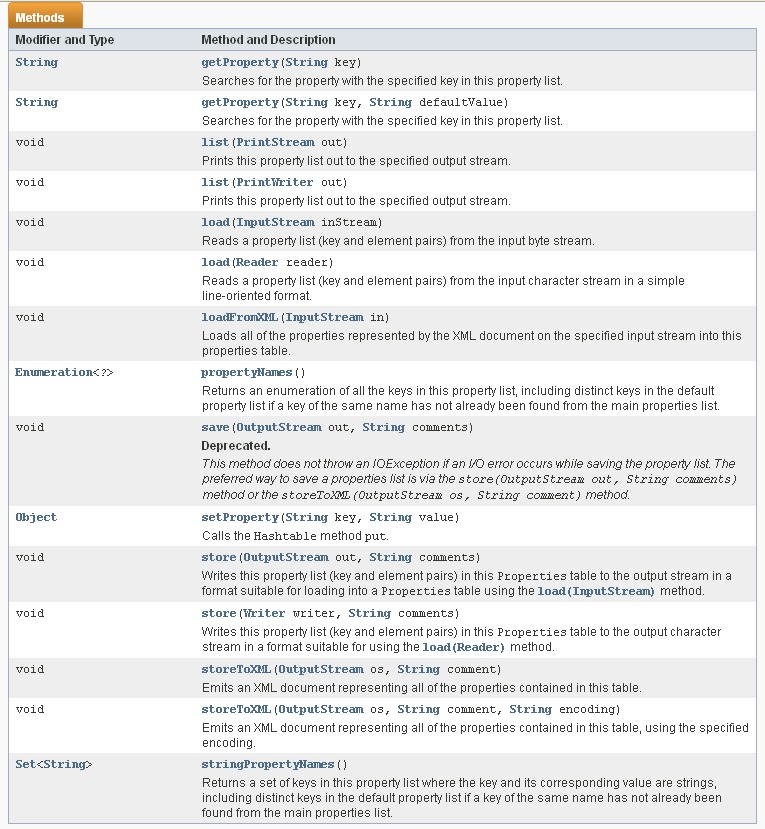 Methods
Modifier and Type Method and Description
String getProperty(String key)
Searches for the property with the specified key in this property list.
String getProperty(String key, String defaultValue)
Searches for the property with the specified key in this property list.
void list(PrintStream out)
Prints this property list out to the specified output stream.
void list(PrintWriter out)
Prints this property list out to the specified output stream.
void load(InputStream inStream)
Reads a property list (key and element pairs) from the input byte stream.
void load(Reader reader)
Reads a property list (key and element pairs) from the input character stream in a simple
line-oriented format.
void loadFromXML(InputStream in)
Loads all of the properties represented by the XML document on the specified input stream into this
properties table.
Enumeration<?> propertyNames()
Returns an enumeration of all the keys in this property list, including distinct keys in the default
property list if a key of the same name has not already been found from the main properties list.
void save(OutputStream out, String comments)
Deprecated.
This method does not throw an IOException if an I/O error occurs while saving the property list. The
preferred way to save a properties list is via the store(OutputStream out, String comments)
method or the storeToXML(OutputStream os, String comment) method.
Object setProperty(String key, String value)
Calls the Hashtable method put.
void store(OutputStream out, String comments)
Writes this property list (key and element pairs) in this Properties table to the output stream in a
format suitable for loading into a Properties table using the load(InputStream) method.
void store(Writer writer, String comments)
Writes this property list (key and element pairs) in this Properties table to the output character
stream in a format suitable for using the load(Reader) method.
void storeToXML(OutputStream os, String comment)
Emits an XML document representing all of the properties contained in this table.
void storeToXML(OutputStream os, String comment, String encoding)
Emits an XML document representing all of the properties contained in this table, using the specified
encoding.
Set<String> stringPropertyNames()
Returns a set of keys in this property list where the key and its corresponding value are strings,
including distinct keys in the default property list if a key of the same name has not already been
found from the main properties list.